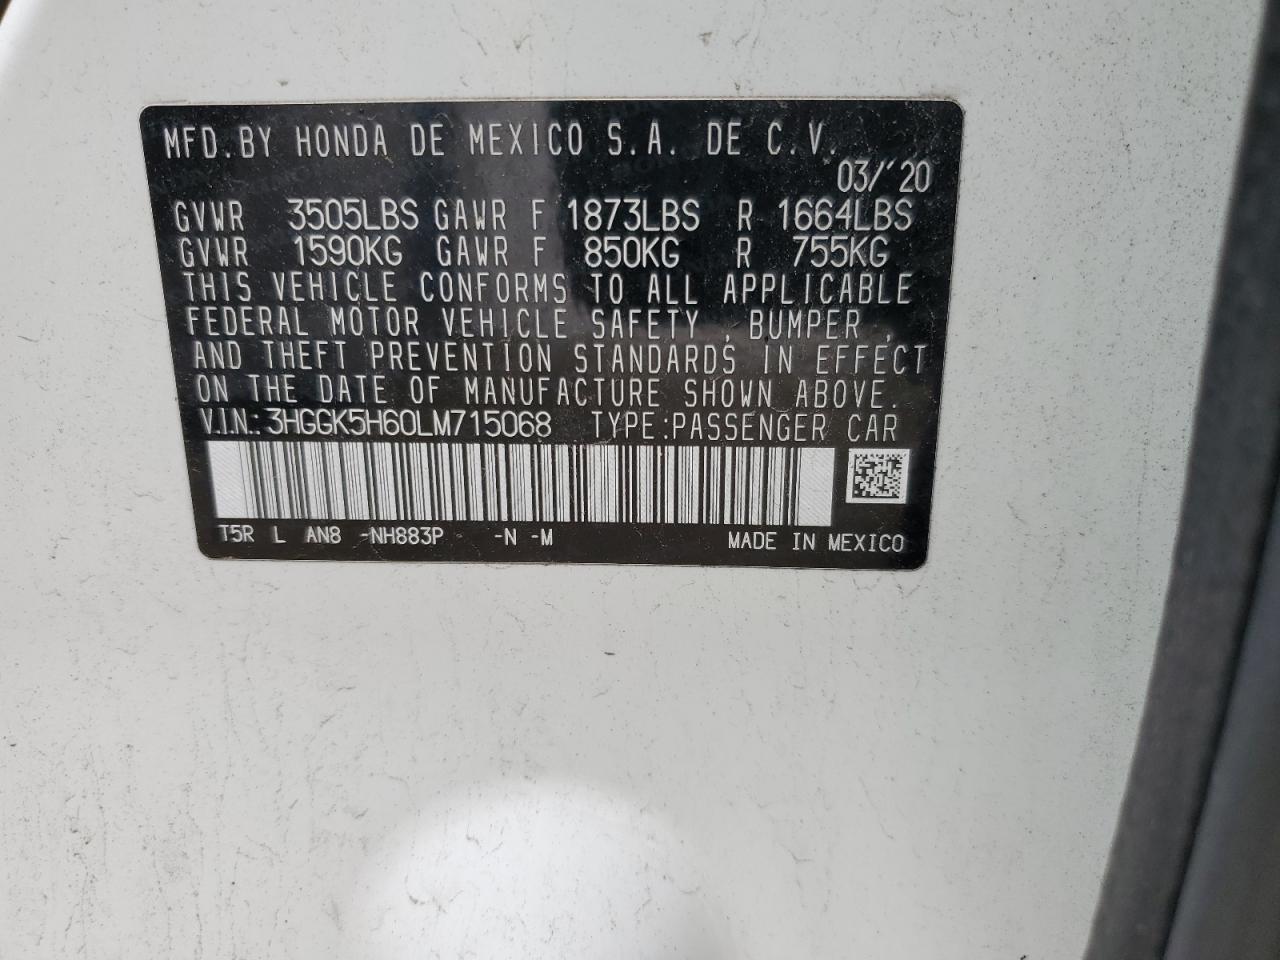 MFD. BY HONDA DE MEXICO S.A. DE C.V.
03/'20
GVWR 3505LBS GAWR F 1873LBS R 1664LBS
GVWR 1590KG GAWR F 850KG R 755KG
THIS VEHICLE CONFORMS TO ALL APPLICABLE
FEDERAL MOTOR VEHICLE SAFETY , BUMPER ,
AND THEFT PREVENTION STANDARDS IN EFFECT
ON THE DATE OF MANUFACTURE SHOWN ABOVE.
V.I.N.: 3HGGK5H60LM715068 TYPE:PASSENGER CAR
T5R L AN8 -NH883P -N -M MADE IN MEXICO